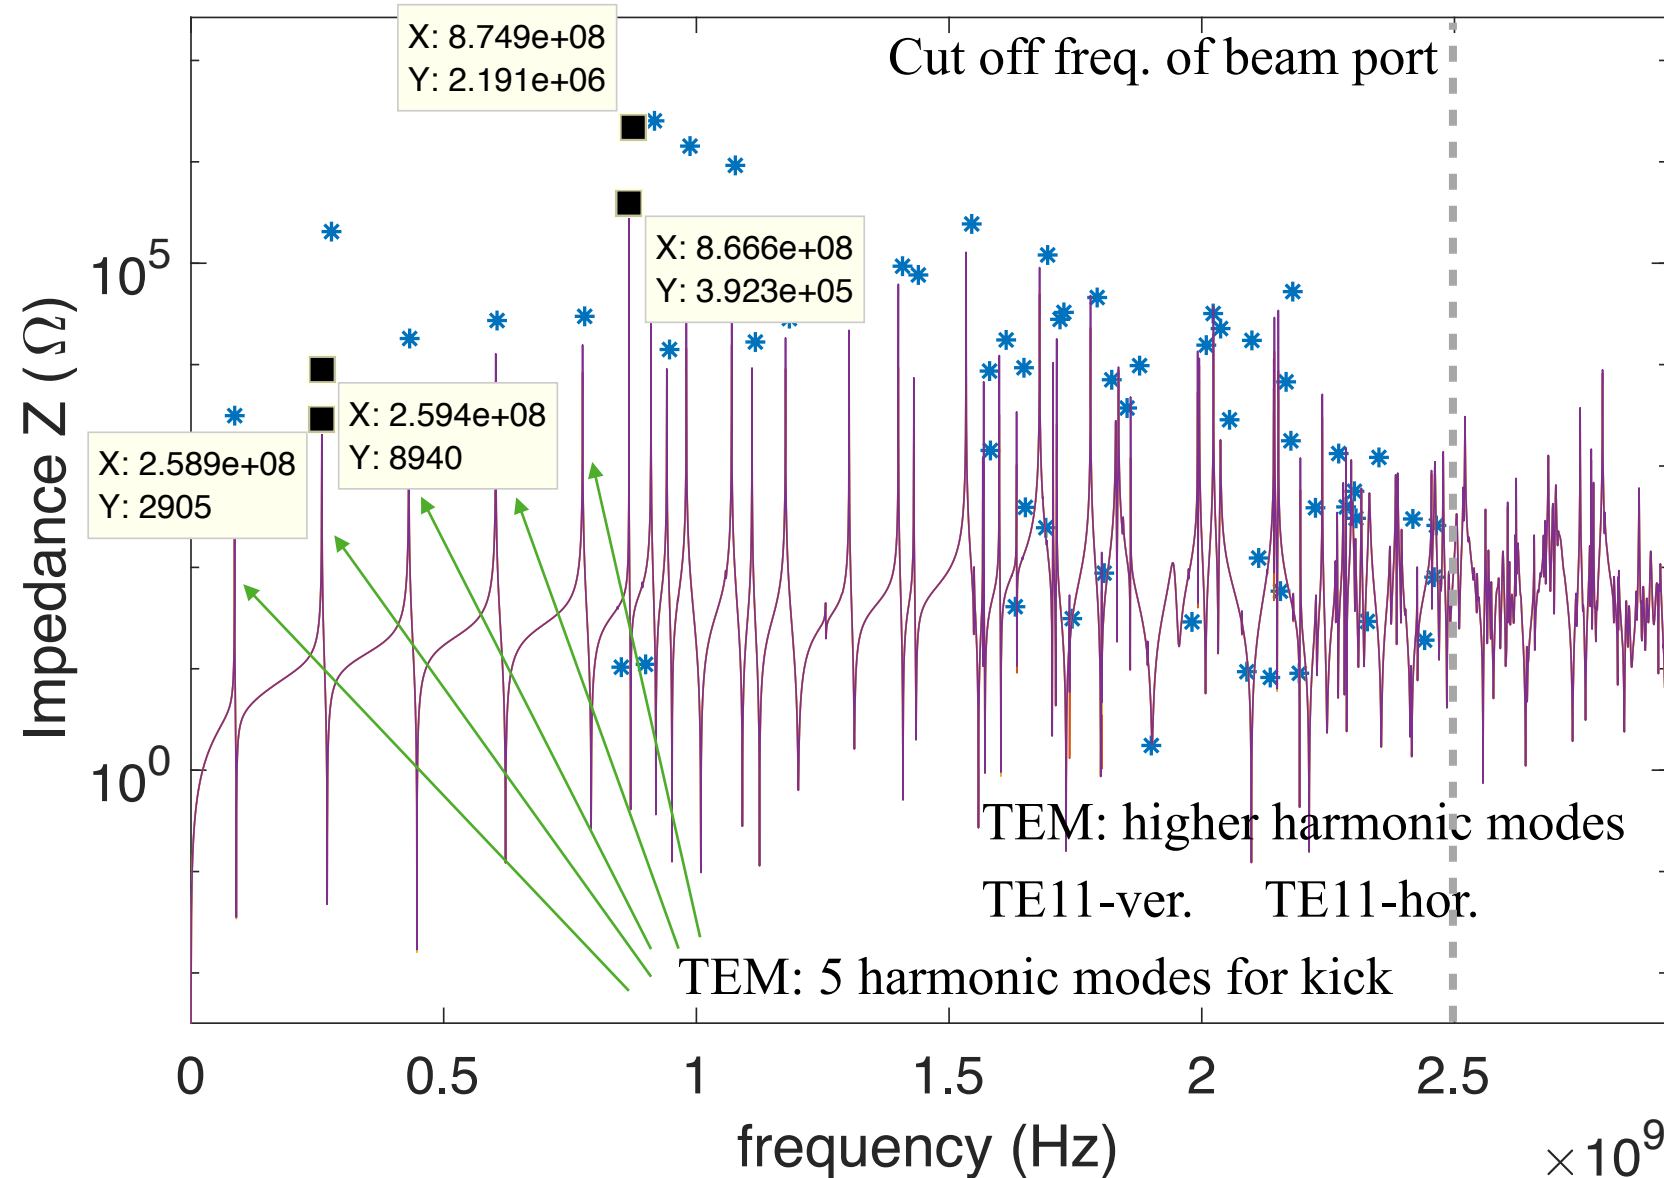 X: 8.749e+08
Y: 2.191e+06
Cut off freq. of beam port
X: 8.666e+08
Y: 3.923e+05
X: 2.594e+08
Y: 8940
X: 2.589e+08
Y: 2905
Impedance Z (Ω)
10^5
10^0
TEM: higher harmonic modes
TE11-ver. TE11-hor.
TEM: 5 harmonic modes for kick
0 0.5 1 1.5 2 2.5
frequency (Hz)
×10^9